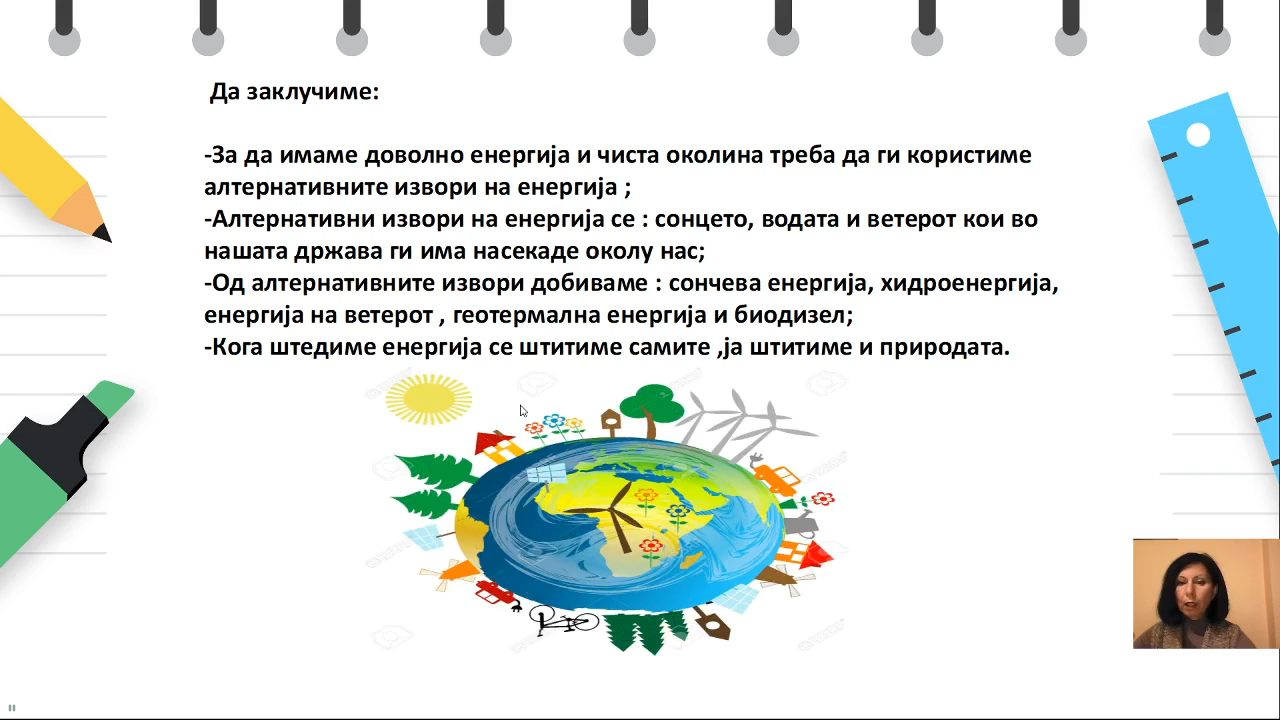 Да заклучиме:
-За да имаме доволно енергија и чиста околина треба да ги користиме
алтернативните извори на енергија ;
-Алтернативни извори на енергија се : сонцето, водата и ветерот кои во
нашата држава ги има насекаде околу нас;
-Од алтернативните извори добиваме : сончева енергија, хидроенергија,
енергија на ветерот , геотермална енергија и биодизел;
-Кога штедиме енергија се штитиме самите ,ја штитиме и природата.